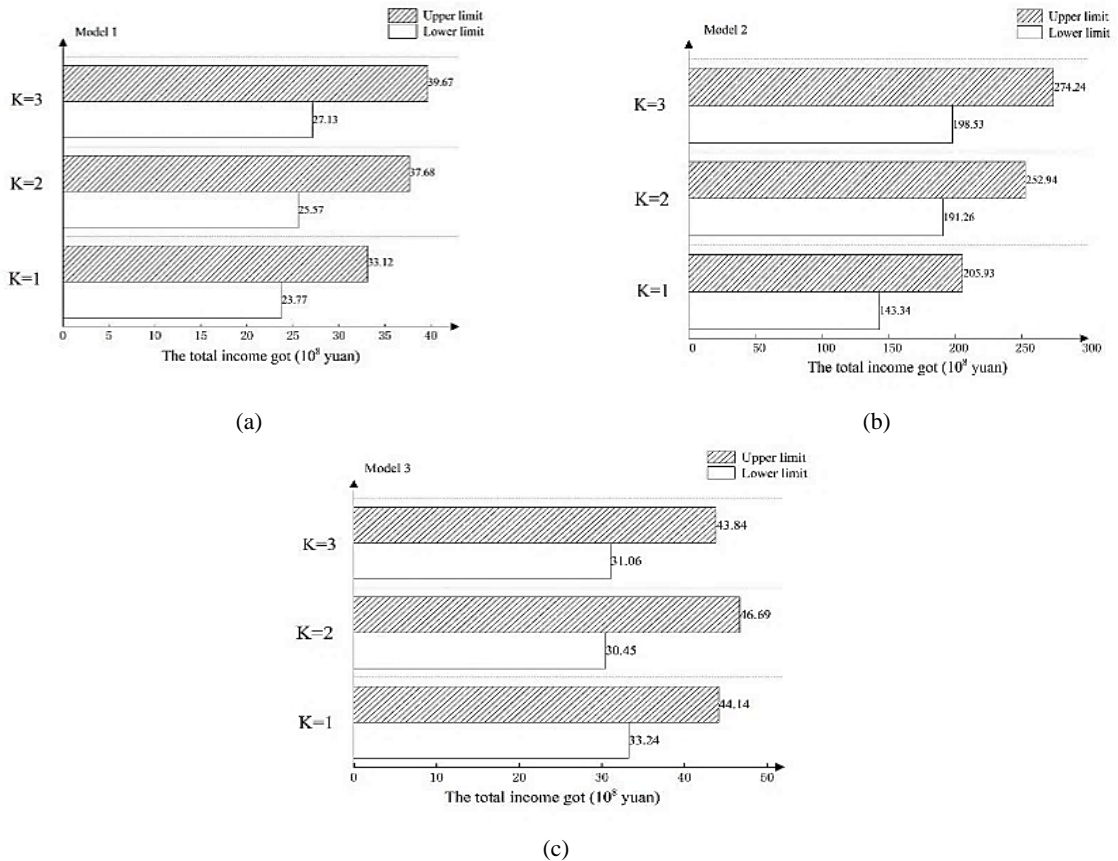 Model 1
Upper limit
Lower limit
K=3
39.67
27.13
K=2
37.68
25.57
K=1
33.12
23.77
0 5 10 15 20 25 30 35 40
The total income got (10⁸ yuan)
(a)
Model 2
Upper limit
Lower limit
K=3
274.24
198.53
K=2
252.94
191.26
K=1
205.93
143.34
0 50 100 150 200 250 300
The total income got (10⁸ yuan)
(b)
Model 3
Upper limit
Lower limit
K=3
43.84
31.06
K=2
46.69
30.45
K=1
44.14
33.24
0 10 20 30 40 50
The total income got (10⁸ yuan)
(c)